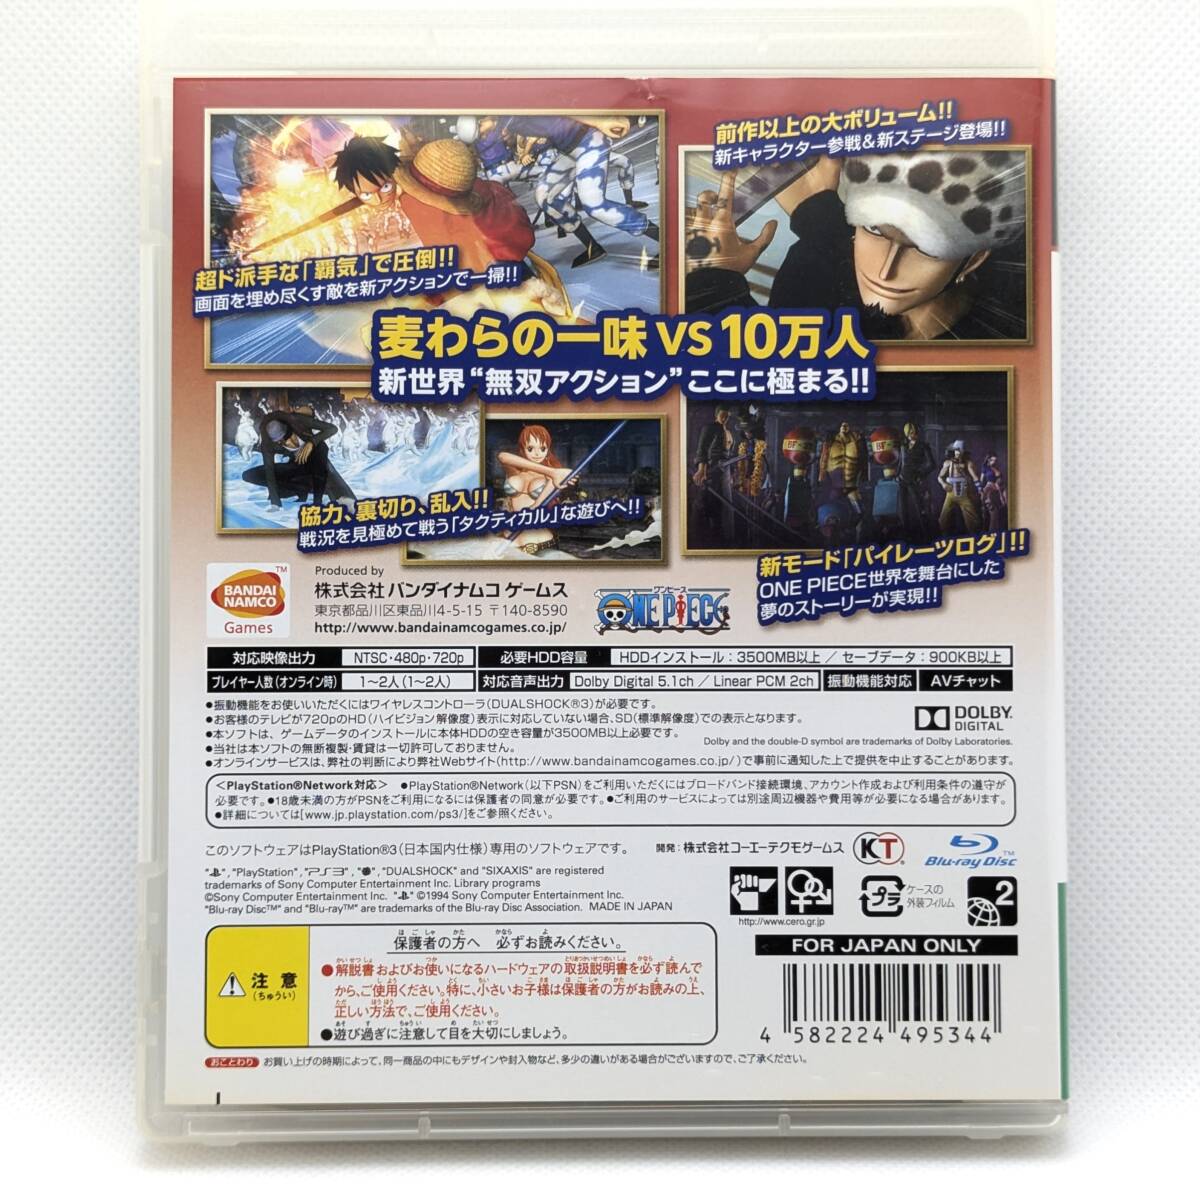 前作以上の大ボリューム!!
新キャラクター参戦&新ステージ登場!!
超ド派手な「覇気」で圧倒!!
画面を埋め尽くす敵を新アクションで一掃!!
麦わらの一味 VS 10万人
新世界"無双アクション"ここに極まる!!
協力、裏切り、乱入!!
戦況を見極めて戦う「タクティカル」な遊びへ!!
新モード「パイレーツログ」!!
ONE PIECE世界を舞台にした
夢のストーリーが実現!!
BANDAI
NAMCO
Games
TM
Produced by
株式会社 バンダイナムコ ゲームス
東京都品川区東品川4-5-15 〒140-8590
http://www.bandainamcogames.co.jp/
ワンピース
ONE PIECE
対応映像出力 NTSC・480p・720p 必要HDD容量 HDDインストール:3500MB以上 / セーブデータ:900KB以上
プレイヤー人数(オンライン時) 1~2人(1~2人) 対応音声出力 Dolby Digital 5.1ch / Linear PCM 2ch 振動機能対応 AVチャット
●振動機能をお使いいただくにはワイヤレスコントローラ(DUALSHOCK®3)が必要です。
●お客様のテレビが720pのHD(ハイビジョン解像度)表示に対応していない場合、SD(標準解像度)での表示となります。
●本ソフトは、ゲームデータのインストールに本体HDDの空き容量が3500MB以上必要です。
●当社は本ソフトの無断複製・賃貸は一切許可しておりません。
●オンラインサービスは、弊社の判断により弊社Webサイト(http://www.bandainamcogames.co.jp/)で事前に通知した上で提供を中止することがあります。
DOLBY
DIGITAL
Dolby and the double-D symbol are trademarks of Dolby Laboratories.
<PlayStation®Network対応> ●PlayStation®Network(以下PSN)をご利用いただくにはブロードバンド接続環境、アカウント作成および利用条件の遵守が
必要です。●18歳未満の方がPSNをご利用になるには保護者の同意が必要です。●ご利用のサービスによっては別途周辺機器や費用等が必要になる場合があります。
●詳細については[www.jp.playstation.com/ps3/]をご参照ください。
このソフトウェアはPlayStation®3(日本国内仕様)専用のソフトウェアです。
開発:株式会社コーエーテクモゲームス
KT
Blu-ray Disc™
"PlayStation", "PS3", "DUALSHOCK" and "SIXAXIS" are registered
trademarks of Sony Computer Entertainment Inc. Library programs
©Sony Computer Entertainment Inc. ©1994 Sony Computer Entertainment Inc.
"Blu-ray Disc™" and "Blu-ray™" are trademarks of the Blu-ray Disc Association. MADE IN JAPAN
http://www.cero.gr.jp
プラ
ケースの
外装フィルム
2
FOR JAPAN ONLY
4 582224 495344
注意
(ちゅうい)
保護者の方へ 必ずお読みください。
●解説書およびお使いになるハードウェアの取扱説明書を必ず読んで
から、ご使用ください。特に、小さいお子様は保護者の方がお読みの上、
正しい方法で、ご使用ください。
●遊び過ぎに注意して目を大切にしましょう。
おことわり お買い上げの時期によって、同一商品の中にもデザインや封入物など、多少の違いがある場合がございますので、ご了承ください。